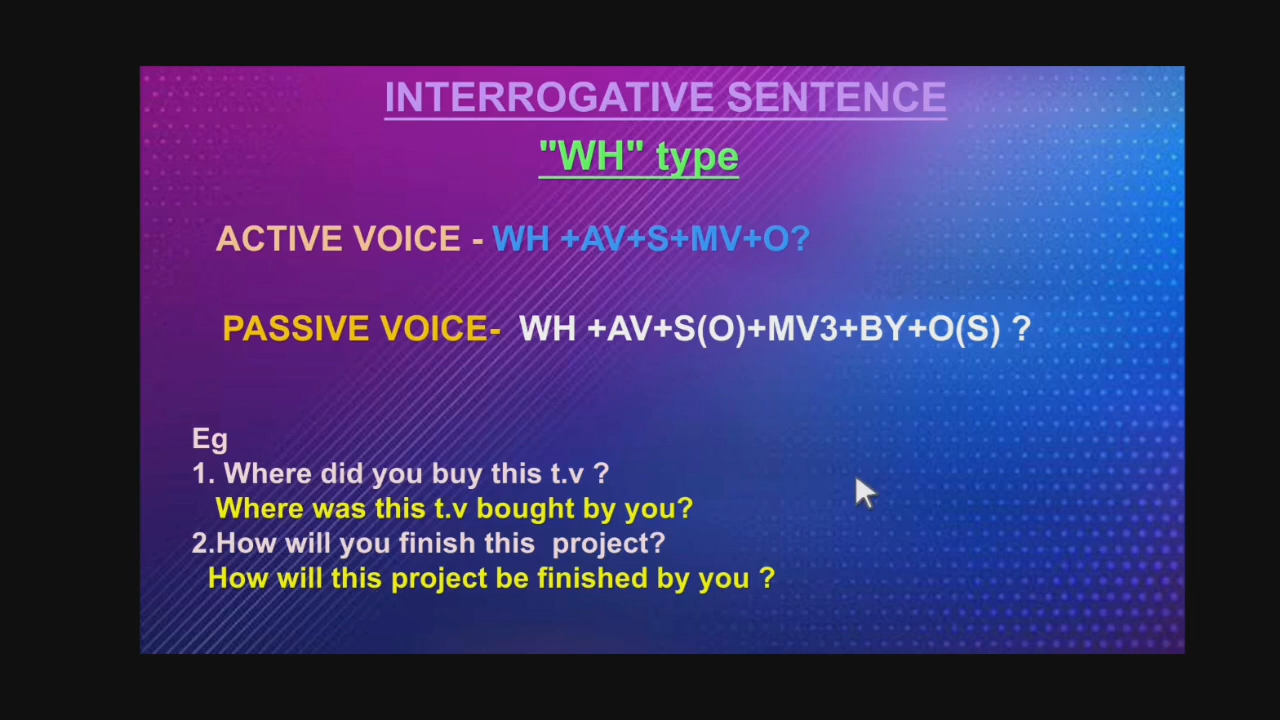 INTERROGATIVE SENTENCE
"WH" type
ACTIVE VOICE - WH +AV+S+MV+O?
PASSIVE VOICE- WH +AV+S(O)+MV3+BY+O(S) ?
Eg
1. Where did you buy this t.v ?
Where was this t.v bought by you?
2.How will you finish this  project?
How will this project be finished by you ?